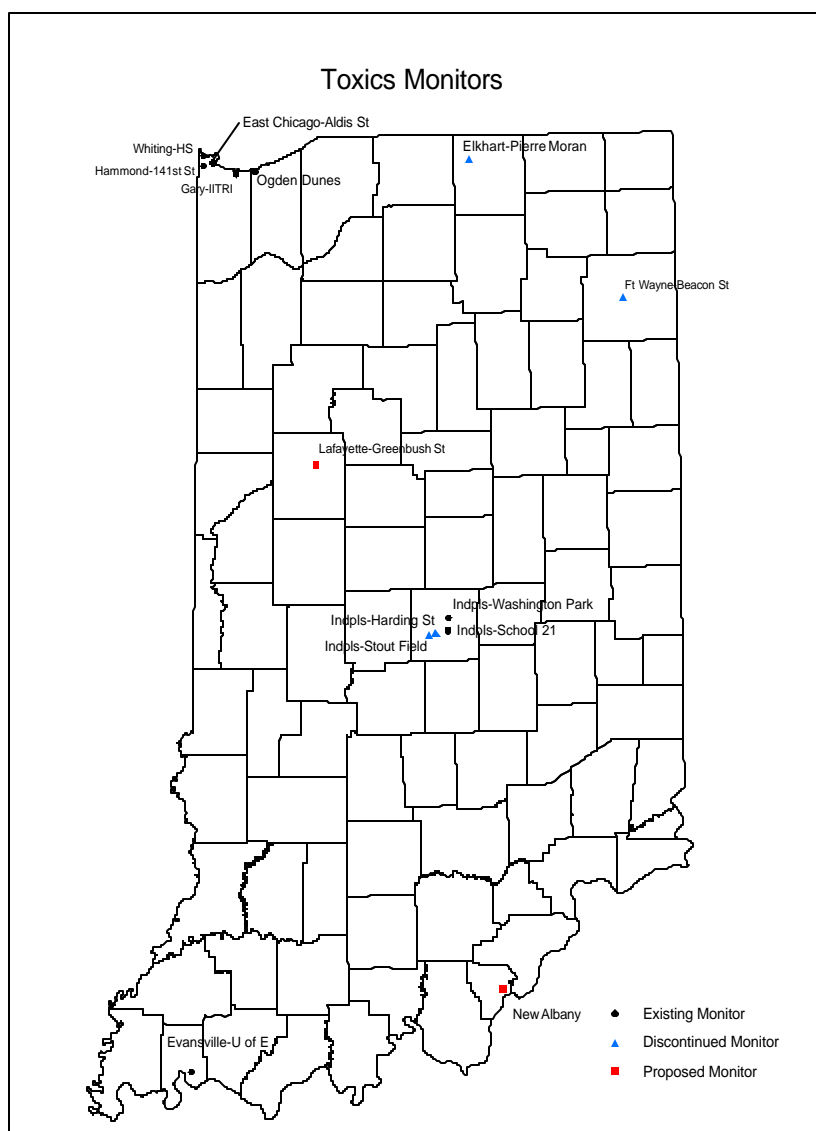 Toxics Monitors
East Chicago-Aldis St
Whiting-HS
Hammond-141st St
Gary-IITRI
Ogden Dunes
Elkhart-Pierre Moran
Ft Wayne-Beacon St
Lafayette-Greenbush St
Indpls-Washington Park
Indpls-Harding St
Indpls-School 21
Indpls-Stout Field
New Albany
Evansville-U of E
Existing Monitor
Discontinued Monitor
Proposed Monitor